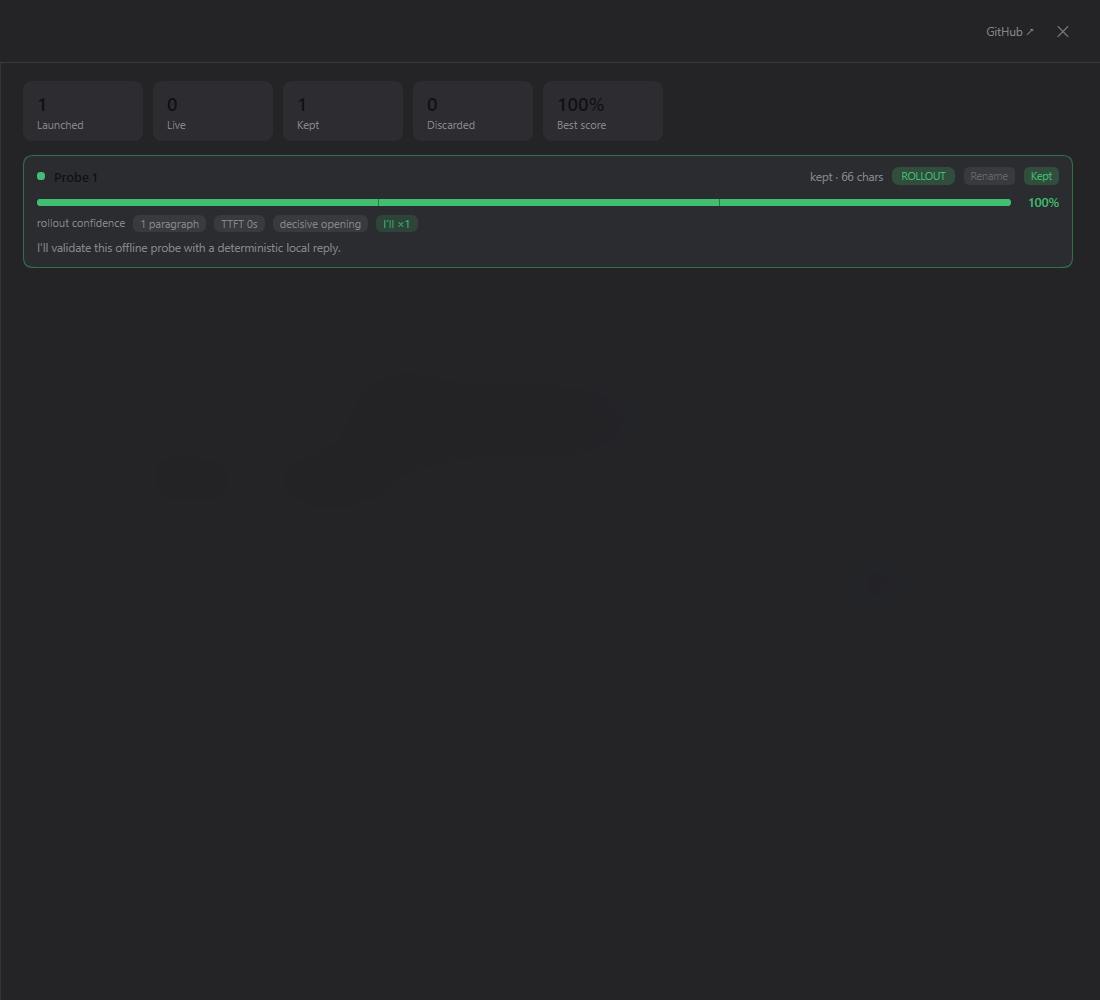 GitHub ↗
1 0 1 0 100%
Launched Live Kept Discarded Best score
Probe 1 kept · 66 chars ROLLOUT Rename Kept
100%
rollout confidence 1 paragraph TTFT 0s decisive opening I'll ×1
I'll validate this offline probe with a deterministic local reply.